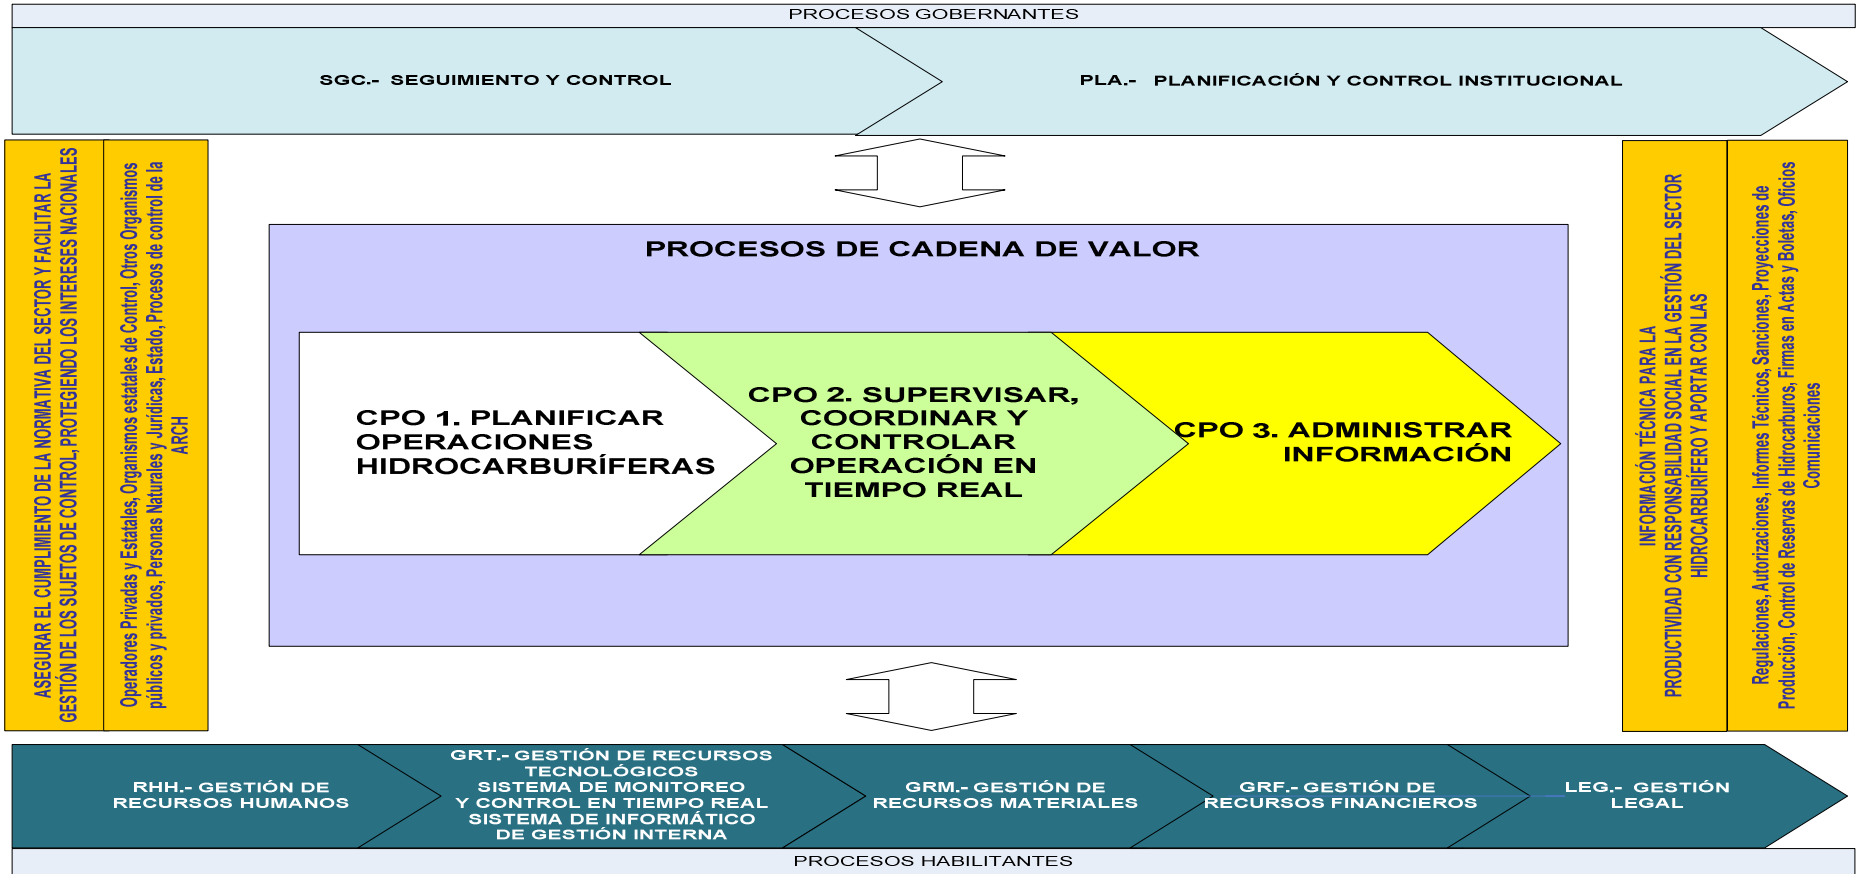 PROCESOS GOBERNANTES
SGC.- SEGUIMIENTO Y CONTROL
PLA.- PLANIFICACIÓN Y CONTROL INSTITUCIONAL
ASEGURAR EL CUMPLIMIENTO DE LA NORMATIVA DEL SECTOR Y FACILITAR LA
GESTIÓN DE LOS SUJETOS DE CONTROL, PROTEGIENDO LOS INTERESES NACIONALES
Operadores Privadas y Estatales, Organismos estatales de Control, Otros Organismos
públicos y privados, Personas Naturales y Jurídicas, Estado, Procesos de control de la
ARCH
PROCESOS DE CADENA DE VALOR
CPO 1. PLANIFICAR
OPERACIONES
HIDROCARBURÍFERAS
CPO 2. SUPERVISAR,
COORDINAR Y
CONTROLAR
OPERACIÓN EN
TIEMPO REAL
CPO 3. ADMINISTRAR
INFORMACIÓN
INFORMACIÓN TÉCNICA PARA LA
PRODUCTIVIDAD CON RESPONSABILIDAD SOCIAL EN LA GESTIÓN DEL SECTOR
HIDROCARBURÍFERO Y APORTAR CON LAS
Regulaciones, Autorizaciones, Informes Técnicos, Sanciones, Proyecciones de
Producción, Control de Reservas de Hidrocarburos, Firmas en Actas y Boletas, Oficios
Comunicaciones
RHH.- GESTIÓN DE
RECURSOS HUMANOS
GRT.- GESTIÓN DE RECURSOS
TECNOLÓGICOS
SISTEMA DE MONITOREO
Y CONTROL EN TIEMPO REAL
SISTEMA DE INFORMÁTICO
DE GESTIÓN INTERNA
GRM.- GESTIÓN DE
RECURSOS MATERIALES
GRF.- GESTIÓN DE
RECURSOS FINANCIEROS
LEG.- GESTIÓN
LEGAL
PROCESOS HABILITANTES